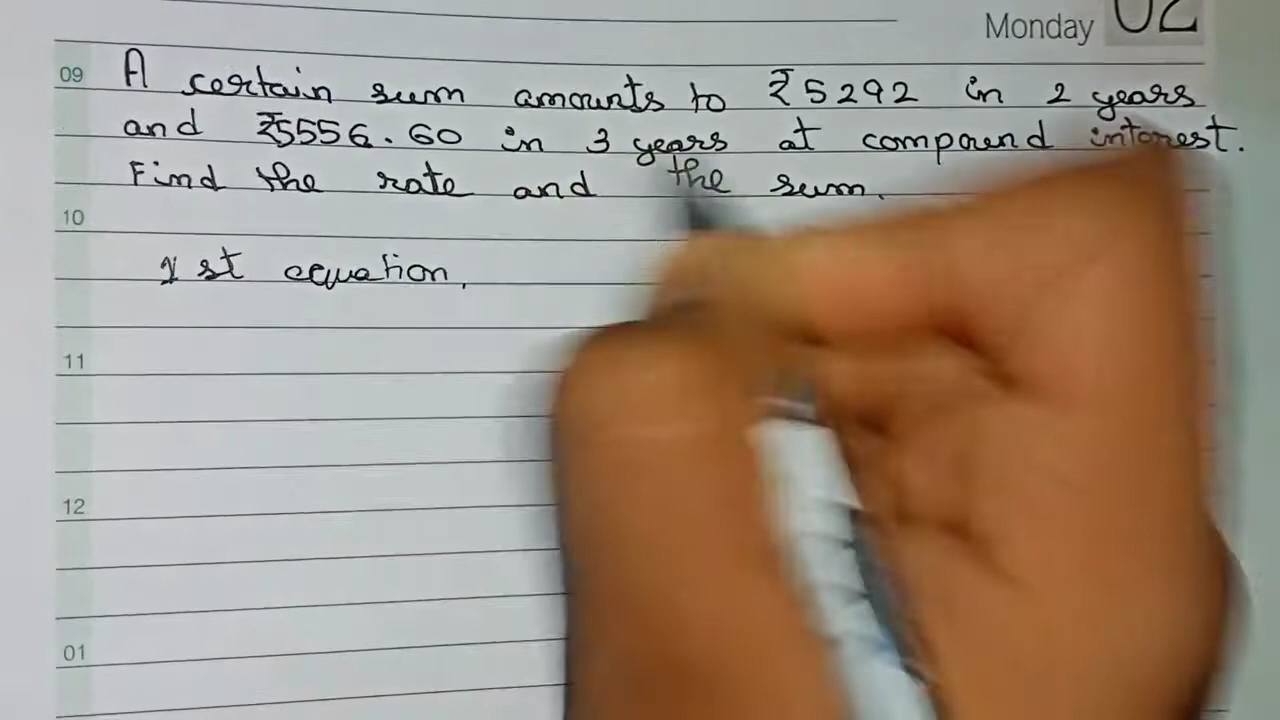 Monday 02
09 A certain sum amounts to ₹5292 in 2 years
and ₹5556.60 in 3 years at compound interest.
Find the rate and the sum.
10
1st equation,
11
12
01